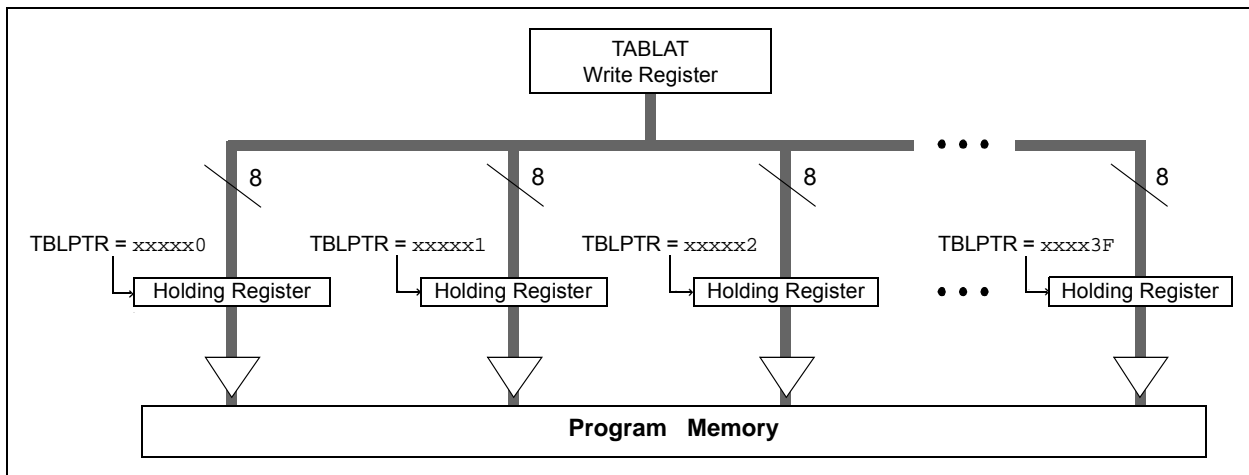 TABLAT
Write Register
• • •
8 8 8 8
TBLPTR = xxxxx0 TBLPTR = xxxxx1 TBLPTR = xxxxx2 TBLPTR = xxxx3F
Holding Register Holding Register Holding Register • • • Holding Register
Program Memory